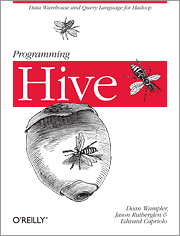 Data Warehouse and Query Language for Hadoop
Programming
Hive
O'REILLY®
Dean Wampler,
Jason Rutherglen &
Edward Capriolo